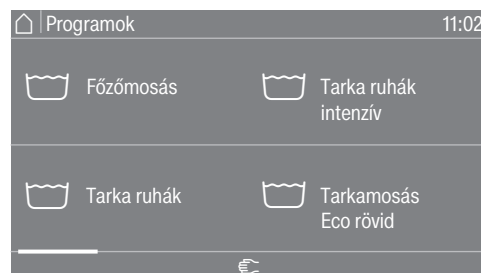 Programok 11:02
Főzőmosás
Tarka ruhák
intenzív
Tarka ruhák
Tarkamosás
Eco rövid